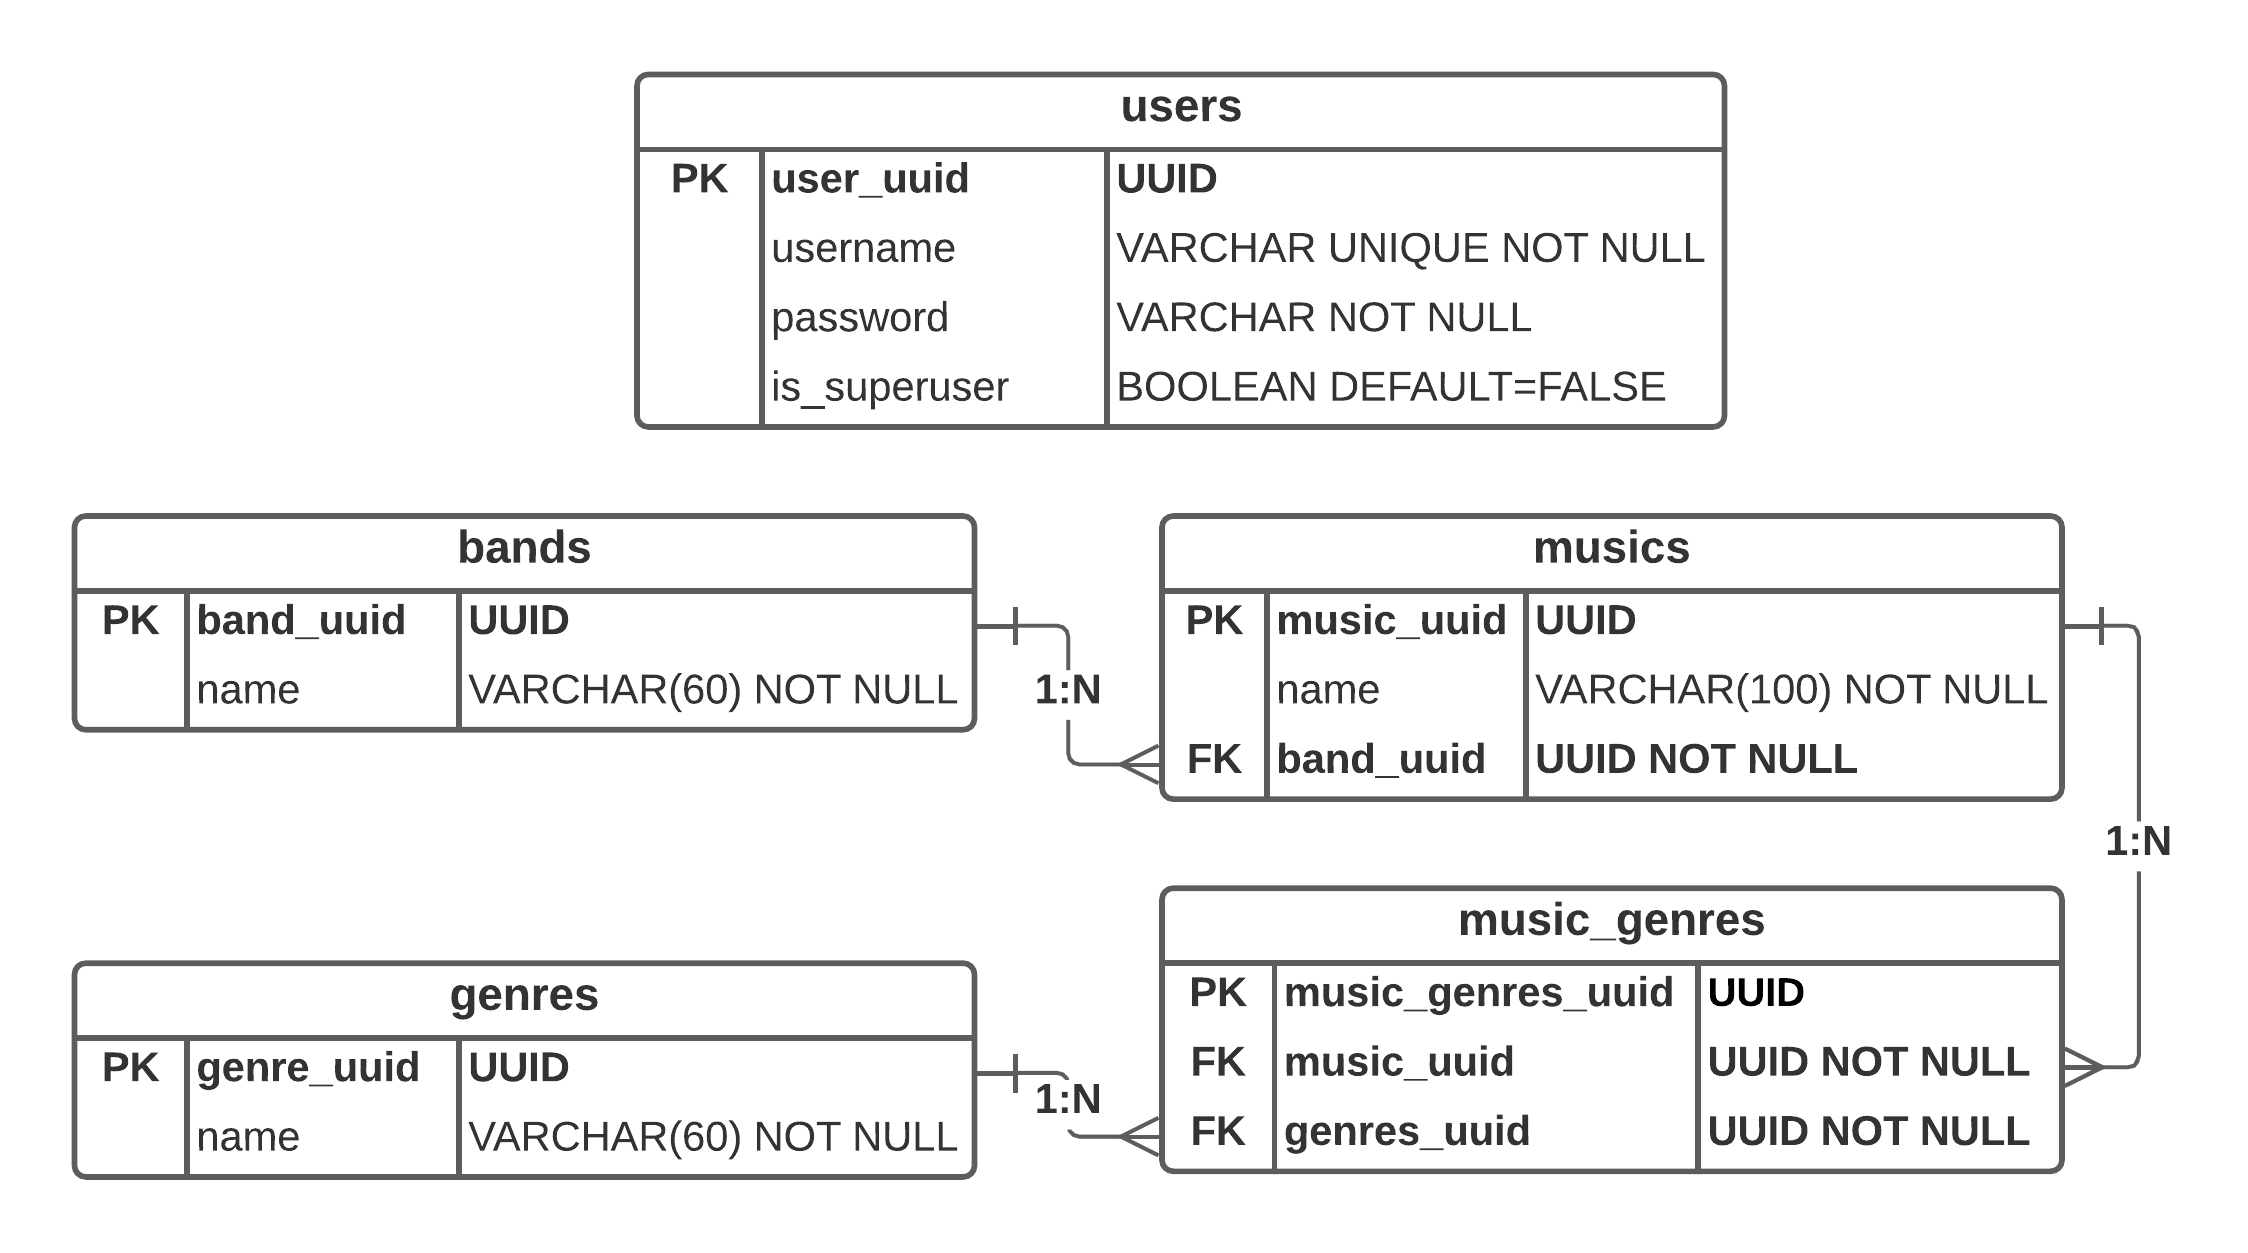 users
PK user_uuid UUID
username VARCHAR UNIQUE NOT NULL
password VARCHAR NOT NULL
is_superuser BOOLEAN DEFAULT=FALSE
bands
PK band_uuid UUID
name VARCHAR(60) NOT NULL
1:N
musics
PK music_uuid UUID
name VARCHAR(100) NOT NULL
FK band_uuid UUID NOT NULL
1:N
genres
PK genre_uuid UUID
name VARCHAR(60) NOT NULL
1:N
music_genres
PK music_genres_uuid UUID
FK music_uuid UUID NOT NULL
FK genres_uuid UUID NOT NULL